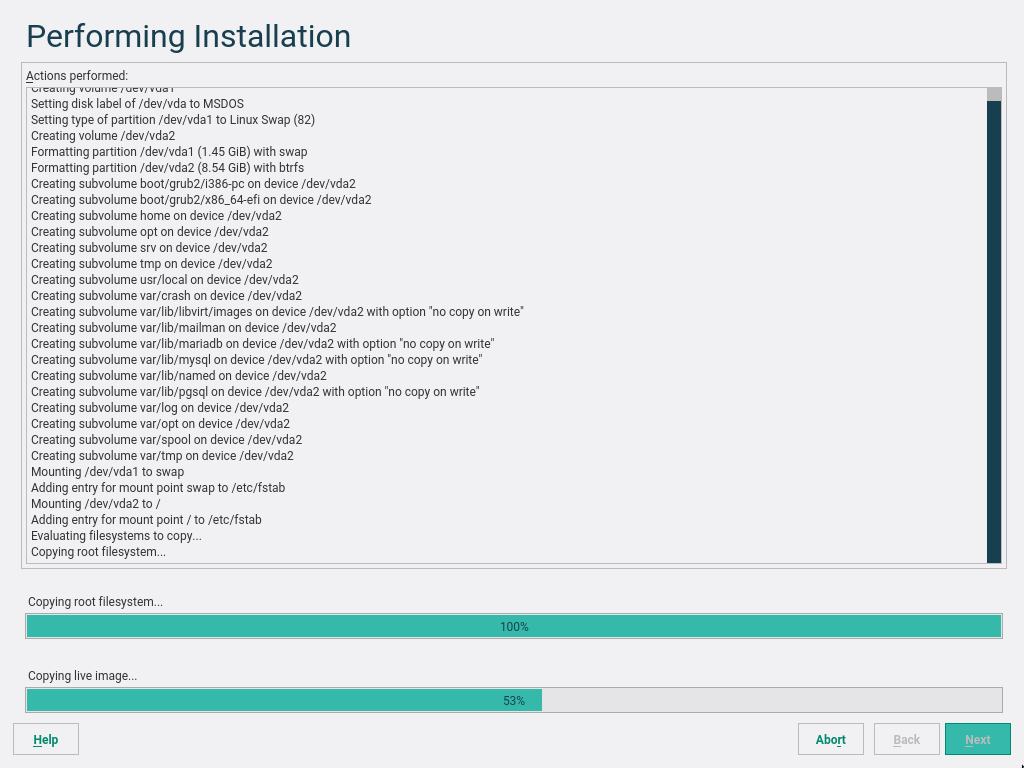 Performing Installation
Actions performed:
Creating volume /dev/vda1
Setting disk label of /dev/vda to MSDOS
Setting type of partition /dev/vda1 to Linux Swap (82)
Creating volume /dev/vda2
Formatting partition /dev/vda1 (1.45 GiB) with swap
Formatting partition /dev/vda2 (8.54 GiB) with btrfs
Creating subvolume boot/grub2/i386-pc on device /dev/vda2
Creating subvolume boot/grub2/x86_64-efi on device /dev/vda2
Creating subvolume home on device /dev/vda2
Creating subvolume opt on device /dev/vda2
Creating subvolume srv on device /dev/vda2
Creating subvolume tmp on device /dev/vda2
Creating subvolume usr/local on device /dev/vda2
Creating subvolume var/crash on device /dev/vda2
Creating subvolume var/lib/libvirt/images on device /dev/vda2 with option "no copy on write"
Creating subvolume var/lib/mailman on device /dev/vda2
Creating subvolume var/lib/mariadb on device /dev/vda2 with option "no copy on write"
Creating subvolume var/lib/mysql on device /dev/vda2 with option "no copy on write"
Creating subvolume var/lib/named on device /dev/vda2
Creating subvolume var/lib/pgsql on device /dev/vda2 with option "no copy on write"
Creating subvolume var/log on device /dev/vda2
Creating subvolume var/opt on device /dev/vda2
Creating subvolume var/spool on device /dev/vda2
Creating subvolume var/tmp on device /dev/vda2
Mounting /dev/vda1 to swap
Adding entry for mount point swap to /etc/fstab
Mounting /dev/vda2 to /
Adding entry for mount point / to /etc/fstab
Evaluating filesystems to copy...
Copying root filesystem...
Copying root filesystem...
100%
Copying live image...
53%
Help Abort Back Next